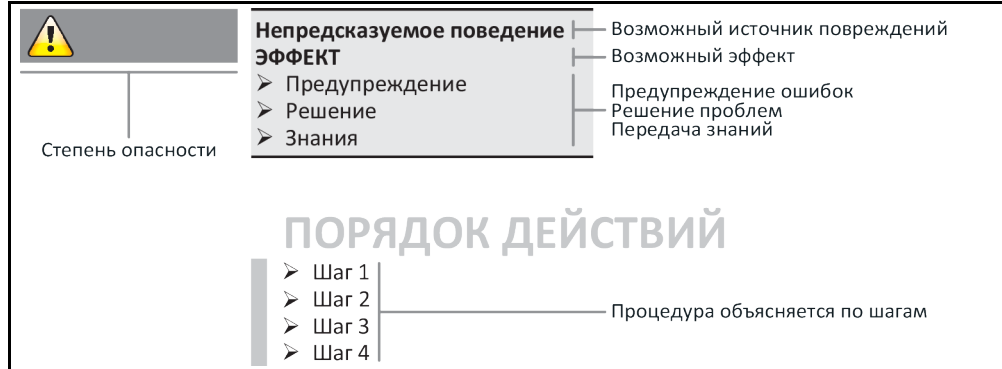 Непредсказуемое поведение
ЭФФЕКТ
➢ Предупреждение
➢ Решение
➢ Знания
Возможный источник повреждений
Возможный эффект
Предупреждение ошибок
Решение проблем
Передача знаний
Степень опасности
ПОРЯДОК ДЕЙСТВИЙ
➢ Шаг 1
➢ Шаг 2
➢ Шаг 3
➢ Шаг 4
Процедура объясняется по шагам